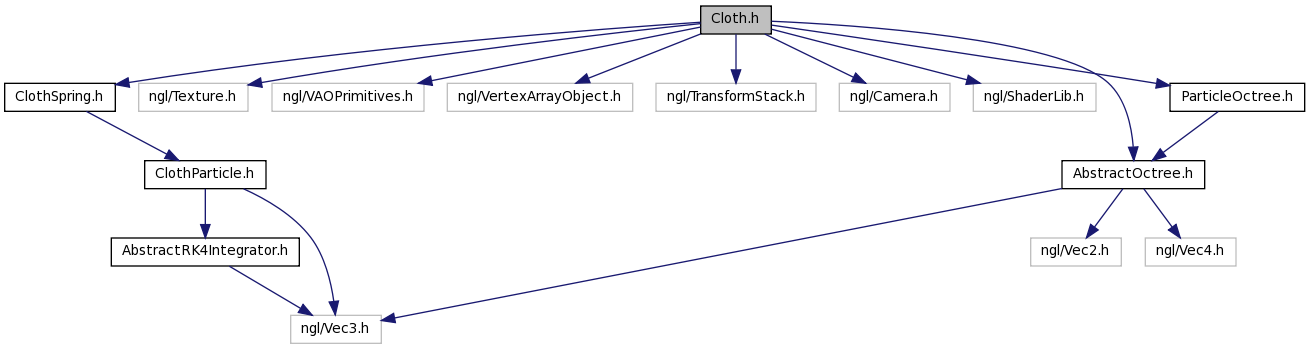 Cloth.h
ClothSpring.h
ngl/Texture.h
ngl/VAOPrimitives.h
ngl/VertexArrayObject.h
ngl/TransformStack.h
ngl/Camera.h
ngl/ShaderLib.h
ParticleOctree.h
ClothParticle.h
AbstractOctree.h
AbstractRK4Integrator.h
ngl/Vec2.h
ngl/Vec4.h
ngl/Vec3.h